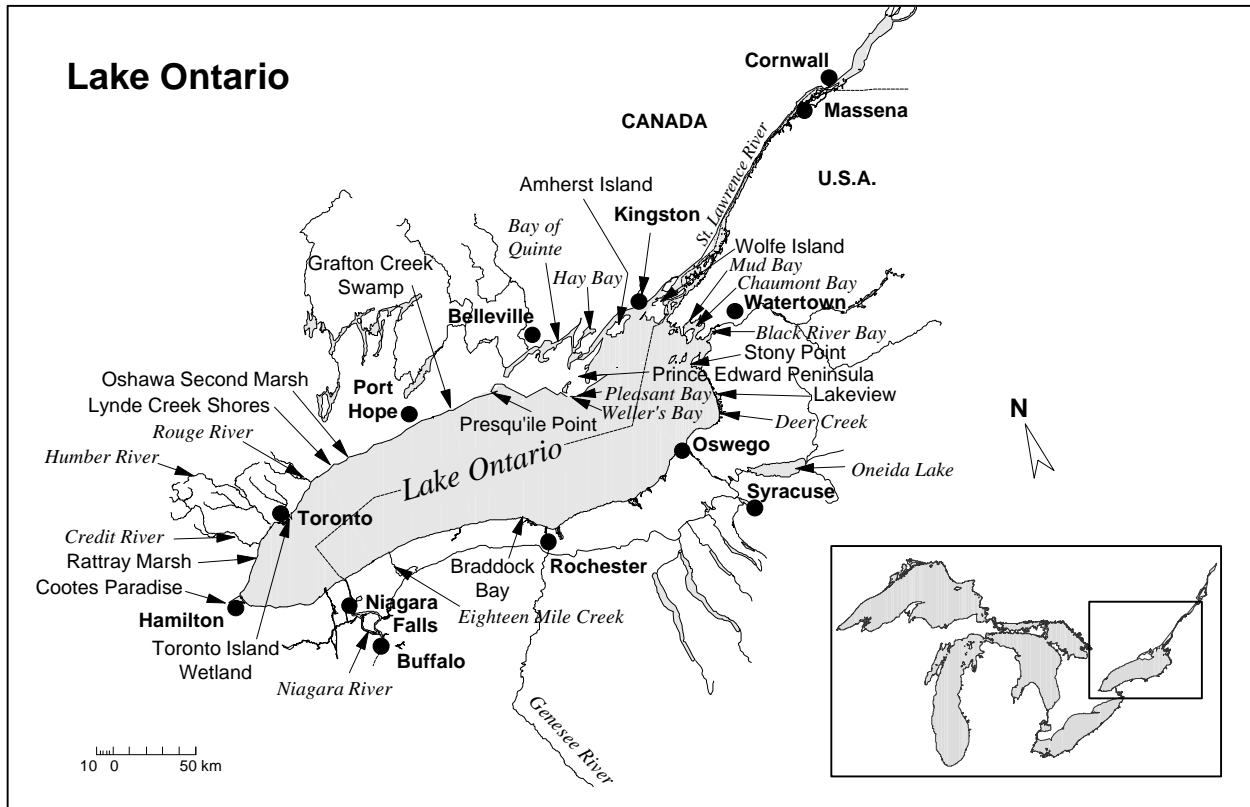 Lake Ontario
Cornwall
Massena
CANADA
U.S.A.
St. Lawrence River
Amherst Island
Kingston
Bay of
Quinte
Hay Bay
Wolfe Island
Mud Bay
Chaumont Bay
Watertown
Black River Bay
Grafton Creek
Swamp
Belleville
Stony Point
Prince Edward Peninsula
Lakeview
Pleasant Bay
Weller's Bay
Deer Creek
Oshawa Second Marsh
Lynde Creek Shores
Rouge River
Humber River
Port
Hope
Presqu'ile Point
N
Lake Ontario
Oswego
Oneida Lake
Syracuse
Toronto
Credit River
Rattray Marsh
Cootes Paradise
Hamilton
Toronto Island
Wetland
Niagara
Falls
Buffalo
Niagara River
Eighteen Mile Creek
Braddock
Bay
Rochester
Genesee River
10 0 50 km